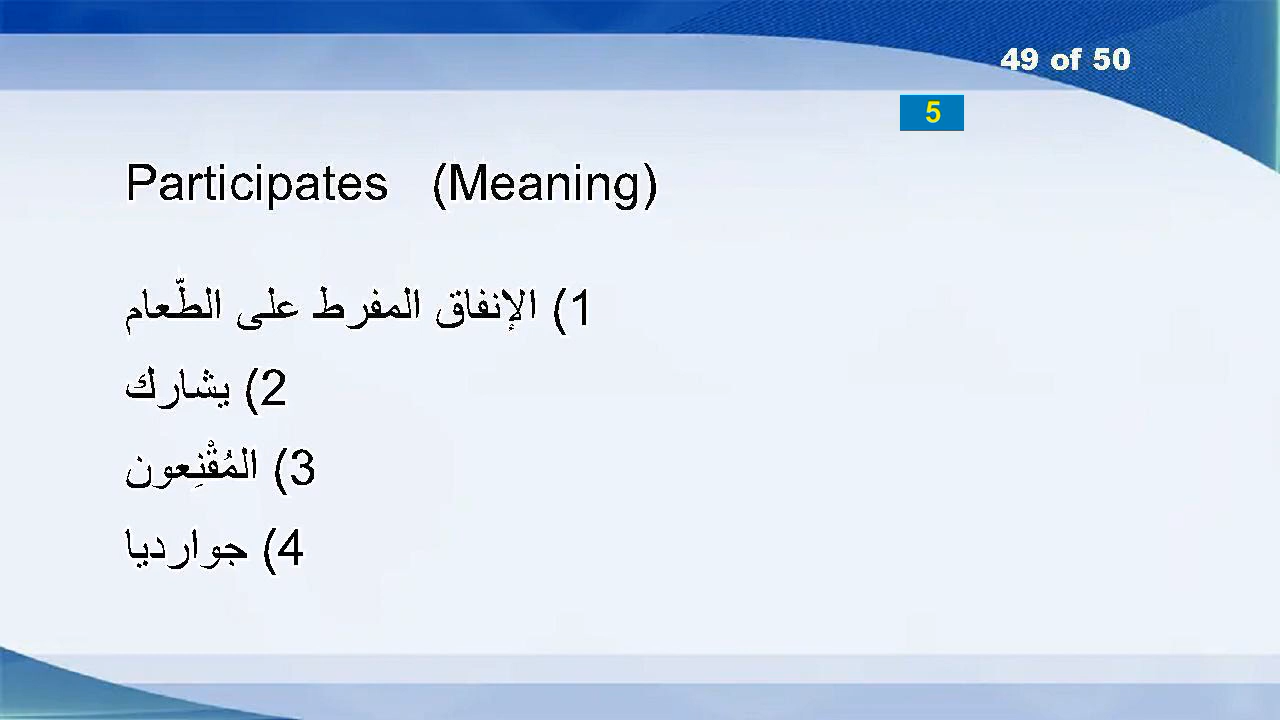 49 of 50
5
Participates (Meaning)
1) الإنفاق المفرط على الطّعام
2) يشارك
3) المُقْنِعون
4) جوارديا